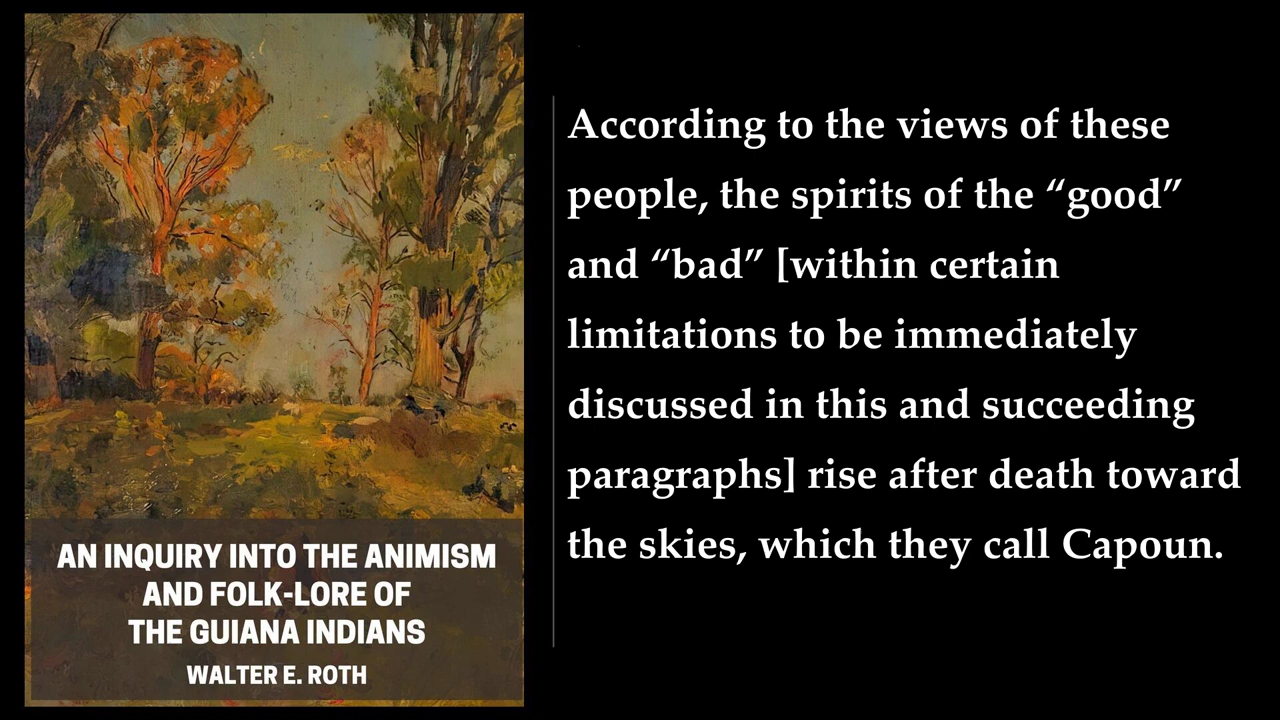 According to the views of these
people, the spirits of the “good”
and “bad” [within certain
limitations to be immediately
discussed in this and succeeding
paragraphs] rise after death toward
the skies, which they call Capoun.
AN INQUIRY INTO THE ANIMISM
AND FOLK-LORE OF
THE GUIANA INDIANS
WALTER E. ROTH